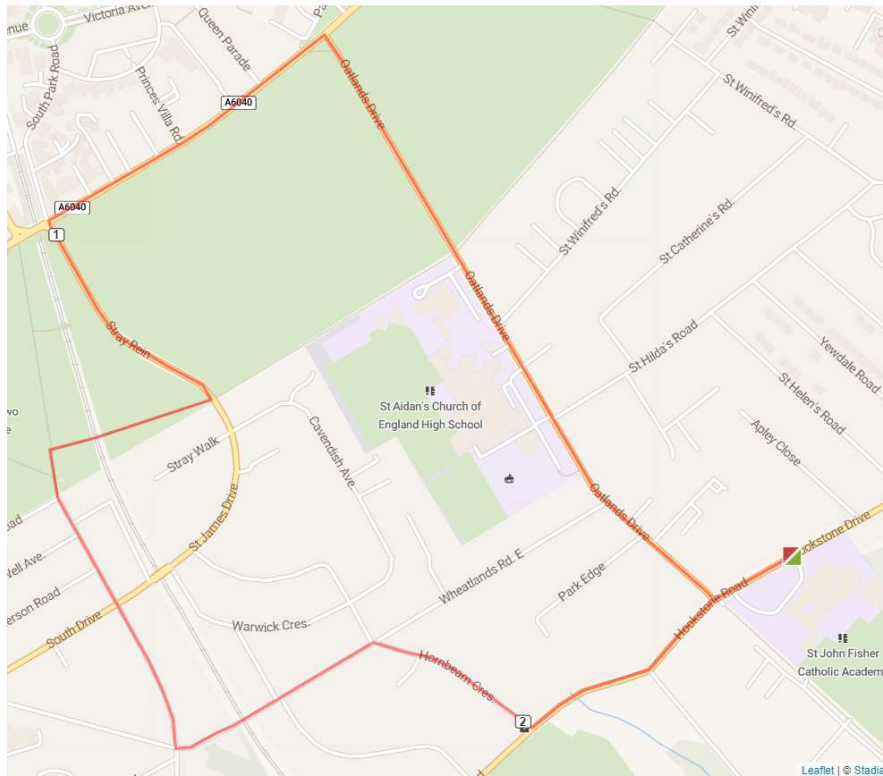 Victoria Ave
South Park Road
Queen Parade
Princes Villa Rd.
A6040
A6040
1
Oatlands Drive
St Winifred's Rd.
St Winifred's Rd.
St Catherine's Rd.
Oatlands Drive
Stray Rein
St Hilda's Road
Yewdale Road
St Helen's Road
Apley Close
St Aidan's Church of
England High School
Stray Walk
Cavendish Ave.
St James Drive
Oatlands Drive
Hookstone Drive
Well Ave.
erson Road
South Drive
Warwick Cres.
Wheatlands Rd. E
Park Edge
Hookstone Road
Hornbeam Cres.
St John Fisher
Catholic Academ
2
Leaflet | © Stadia